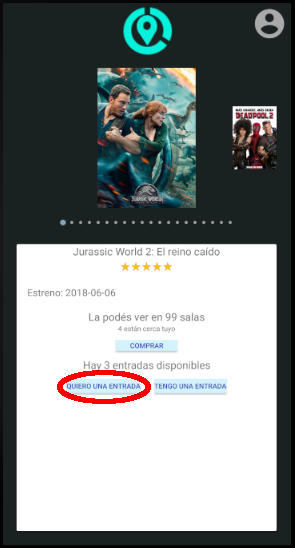 JURASSIC WORLD
DEADPOOL 2
Jurassic World 2: El reino caído
Estreno: 2018-06-06
La podés ver en 99 salas
4 están cerca tuyo
COMPRAR
Hay 3 entradas disponibles
QUIERO UNA ENTRADA
TENGO UNA ENTRADA